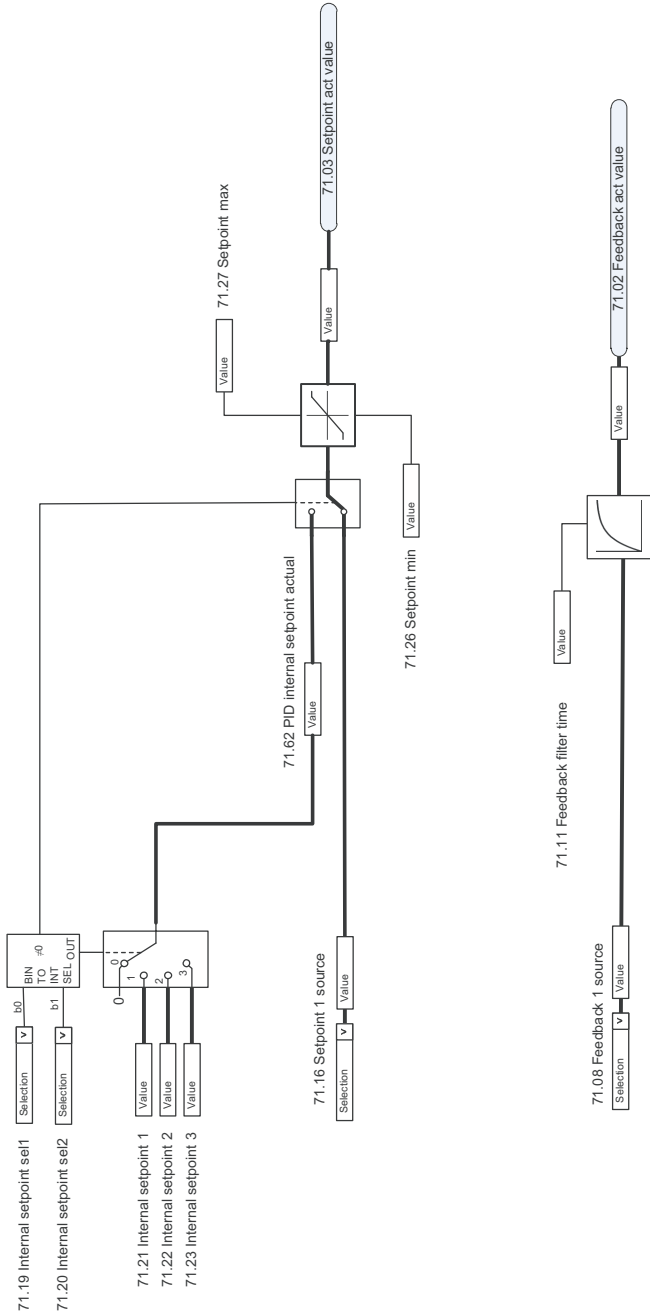 71.19 Internal setpoint sel1
Selection
v
b0
71.20 Internal setpoint sel2
Selection
v
b1
BIN
TO
INT
SEL
≠0
OUT
71.21 Internal setpoint 1
Value
71.22 Internal setpoint 2
Value
71.23 Internal setpoint 3
Value
0
0
1
2
3
71.62 PID internal setpoint actual
Value
71.16 Setpoint 1 source
Selection
v
Value
71.27 Setpoint max
Value
71.26 Setpoint min
Value
Value
71.03 Setpoint act value
71.11 Feedback filter time
Value
71.08 Feedback 1 source
Selection
v
Value
Value
71.02 Feedback act value